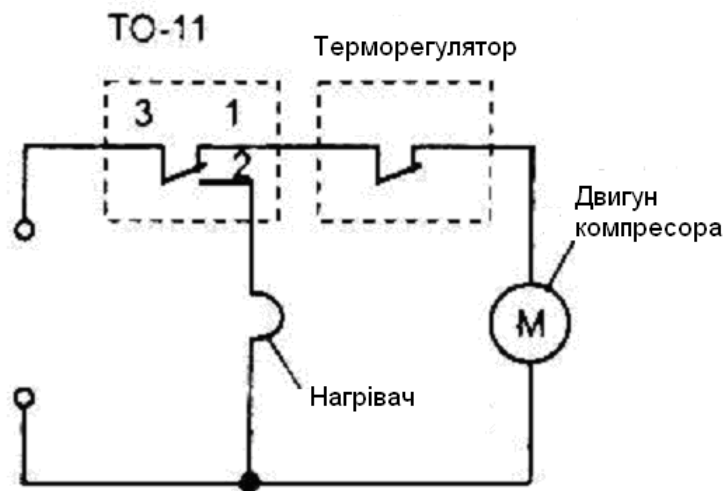 ТО-11
Терморегулятор
3 1
2
Двигун
компресора
М
Нагрівач